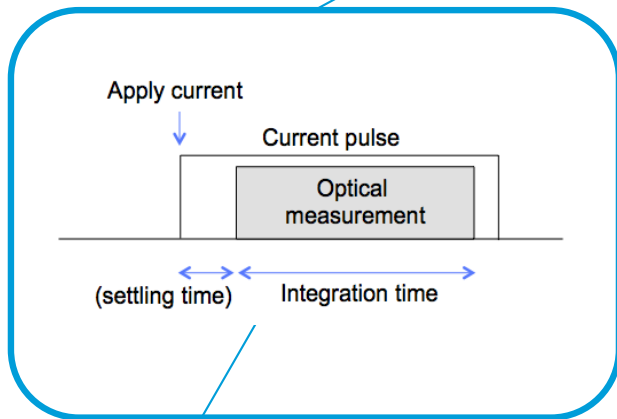 Apply current
Current pulse
Optical
measurement
(settling time)
Integration time